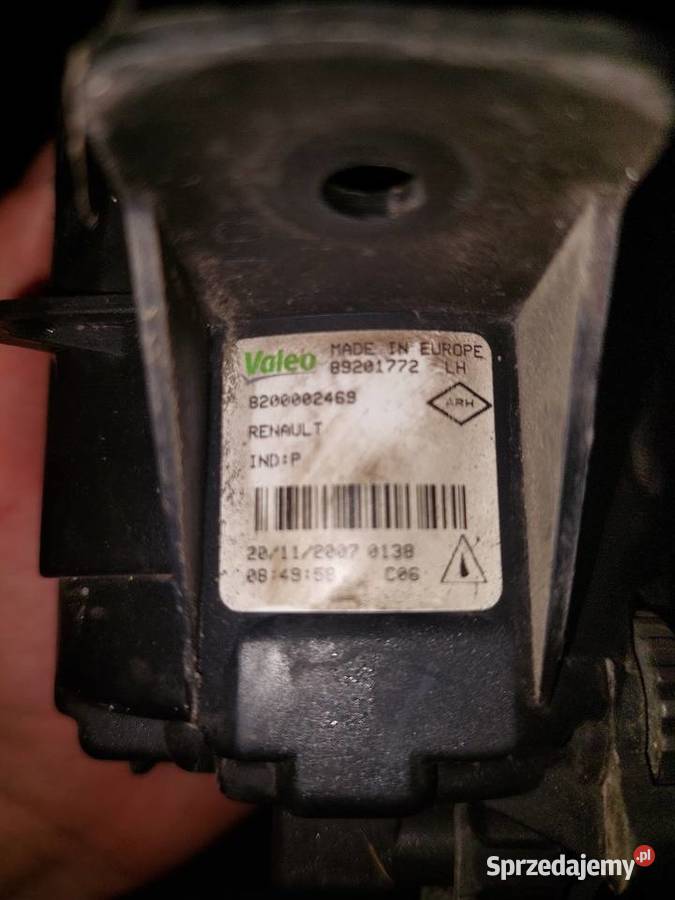 Valeo MADE IN EUROPE
89201772 LH
8200002469
ARH
RENAULT
IND:P
20/11/2007 0138
08:49:58 C06
Sprzedajemy.pl